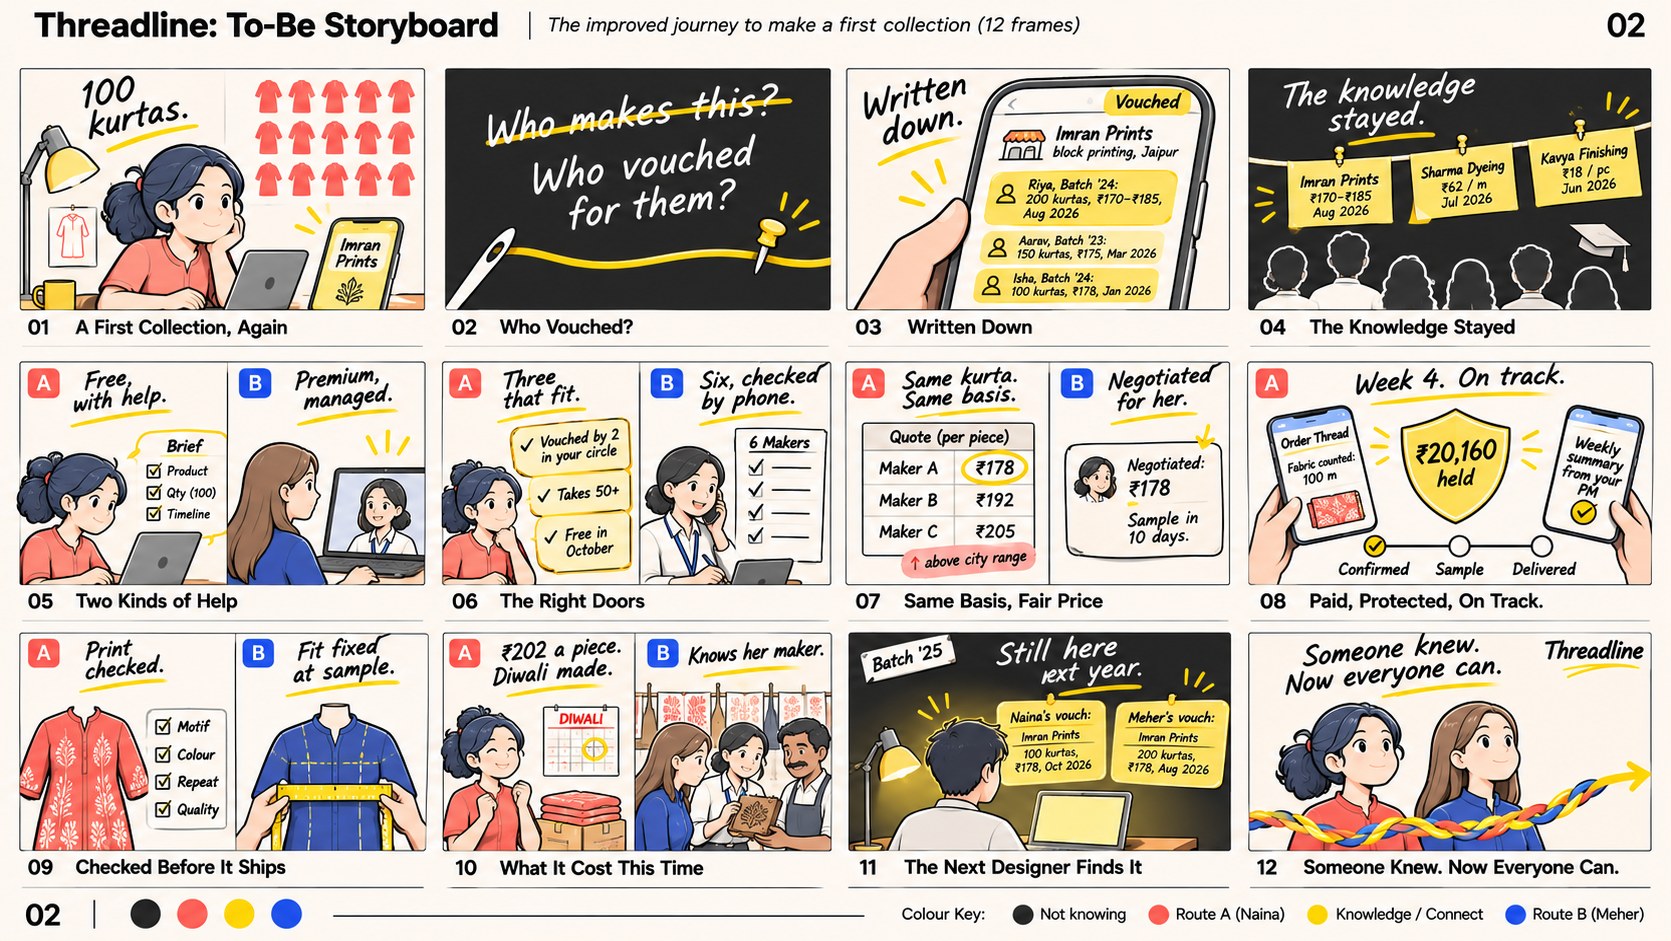 Threadline: To-Be Storyboard
The improved journey to make a first collection (12 frames)
02
100
kurtas.
Imran
Prints
01 A First Collection, Again
Who makes this?
Who vouched
for them?
02 Who Vouched?
Written
down.
Vouched
Imran Prints
block printing, Jaipur
Riya, Batch '24:
200 kurtas, ₹170–₹185,
Aug 2026
Aarav, Batch '23:
150 kurtas, ₹175, Mar 2026
Isha, Batch '24:
100 kurtas, ₹178, Jan 2026
03 Written Down
The knowledge
stayed.
Imran Prints
₹170–₹185
Aug 2026
Sharma Dyeing
₹62 / m
Jul 2026
Kavya Finishing
₹18 / pc
Jun 2026
04 The Knowledge Stayed
A
Free,
with help.
Brief
Product
Qty (100)
Timeline
B
Premium,
managed.
05 Two Kinds of Help
A
Three
that fit.
Vouched by 2
in your circle
Takes 50+
Free in
October
B
Six, checked
by phone.
6 Makers
06 The Right Doors
A
Same kurta.
Same basis.
Quote (per piece)
Maker A ₹178
Maker B ₹192
Maker C ₹205
↑ above city range
B
Negotiated
for her.
Negotiated:
₹178
Sample in
10 days.
07 Same Basis, Fair Price
A
Week 4. On track.
Order Thread
Fabric counted:
100 m
₹20,160
held
Weekly
summary
from your
PM
Confirmed Sample Delivered
08 Paid, Protected, On Track.
A
Print
checked.
Motif
Colour
Repeat
Quality
B
Fit fixed
at sample.
09 Checked Before It Ships
A
₹202 a piece.
Diwali made.
DIWALI
B
Knows her maker.
10 What It Cost This Time
Batch '25
Still here
next year.
Naina's vouch:
Imran Prints
100 kurtas,
₹178, Oct 2026
Meher's vouch:
Imran Prints
200 kurtas,
₹178, Aug 2026
11 The Next Designer Finds It
Someone knew.
Now everyone can.
Threadline
12 Someone Knew. Now Everyone Can.
02
Colour Key: Not knowing Route A (Naina) Knowledge / Connect Route B (Meher)